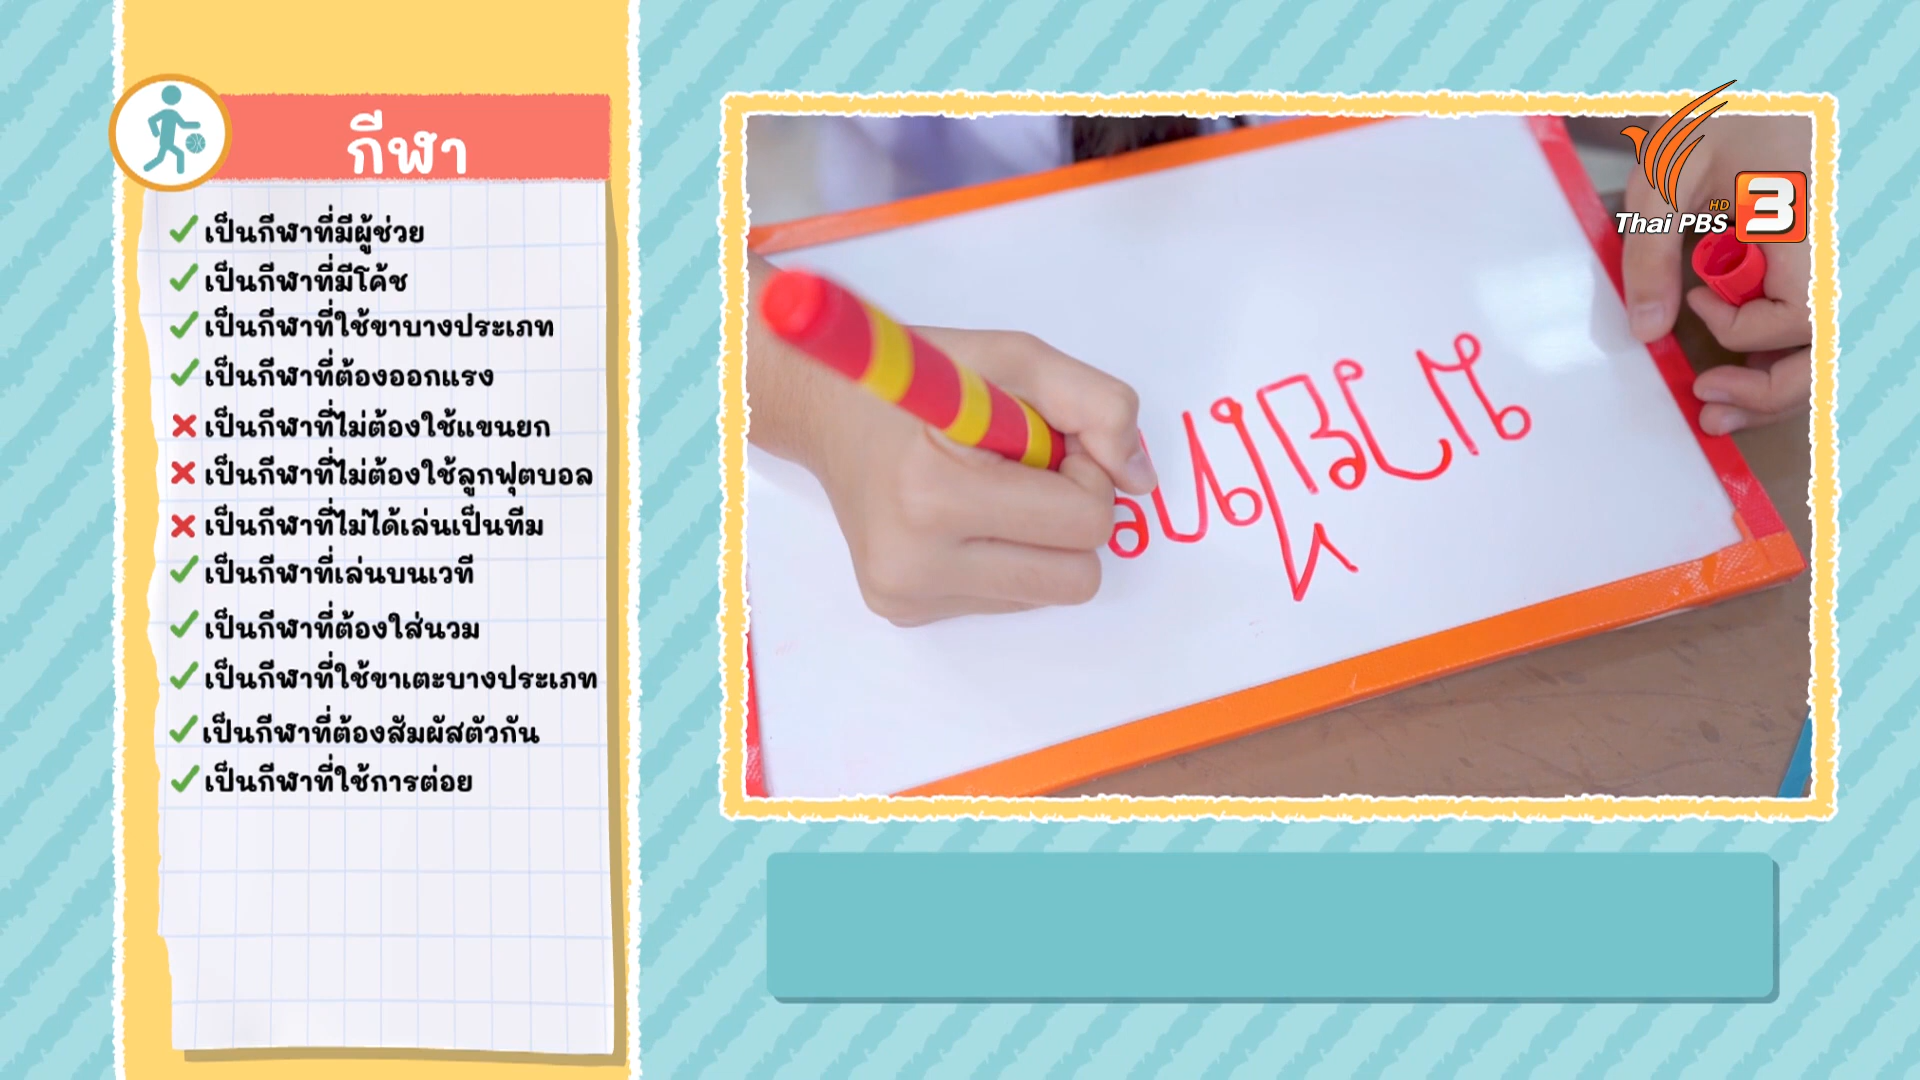 กีฬา
เป็นกีฬาที่มีผู้ช่วย
เป็นกีฬาที่มีโค้ช
เป็นกีฬาที่ใช้ขาบางประเภท
เป็นกีฬาที่ต้องออกแรง
เป็นกีฬาที่ไม่ต้องใช้แขนยก
เป็นกีฬาที่ไม่ต้องใช้ลูกฟุตบอล
เป็นกีฬาที่ไม่ได้เล่นเป็นทีม
เป็นกีฬาที่เล่นบนเวที
เป็นกีฬาที่ต้องใส่นวม
เป็นกีฬาที่ใช้ขาเตะบางประเภท
เป็นกีฬาที่ต้องสัมผัสตัวกัน
เป็นกีฬาที่ใช้การต่อย
Thai PBS HD 3